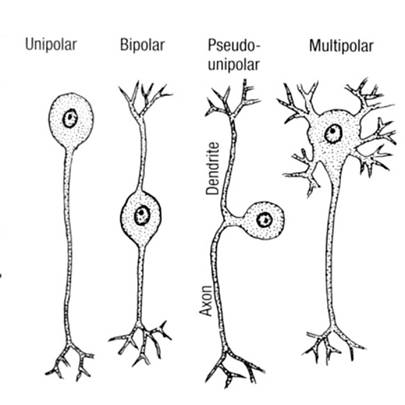 Unipolar
Bipolar
Pseudo-
unipolar
Multipolar
Dendrite
Axon